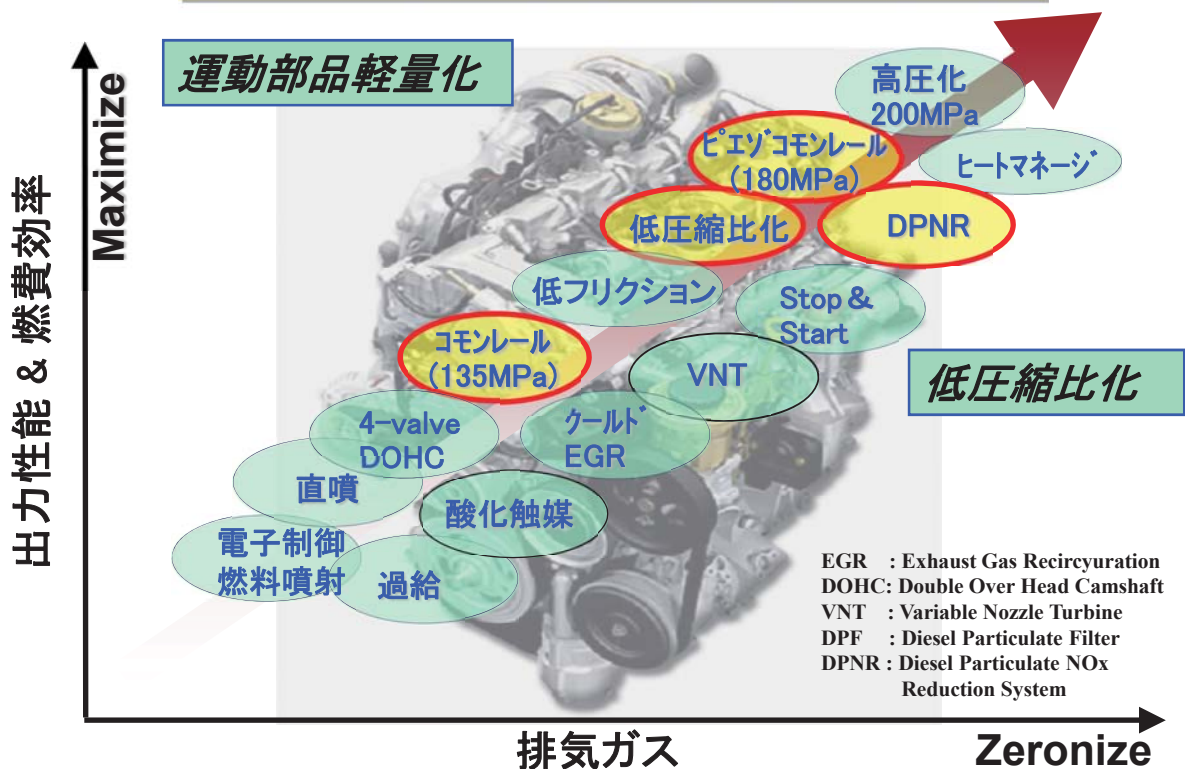 運動部品軽量化
Maximize
出力性能 & 燃費効率
高圧化
200MPa
ピエゾコモンレール
(180MPa)
ヒートマネージ
低圧縮比化
DPNR
低フリクション
Stop &
Start
コモンレール
(135MPa)
VNT
低圧縮比化
4-valve
DOHC
クールド
EGR
直噴
酸化触媒
電子制御
燃料噴射
過給
EGR : Exhaust Gas Recircyuration
DOHC: Double Over Head Camshaft
VNT : Variable Nozzle Turbine
DPF : Diesel Particulate Filter
DPNR : Diesel Particulate NOx
Reduction System
排気ガス
Zeronize